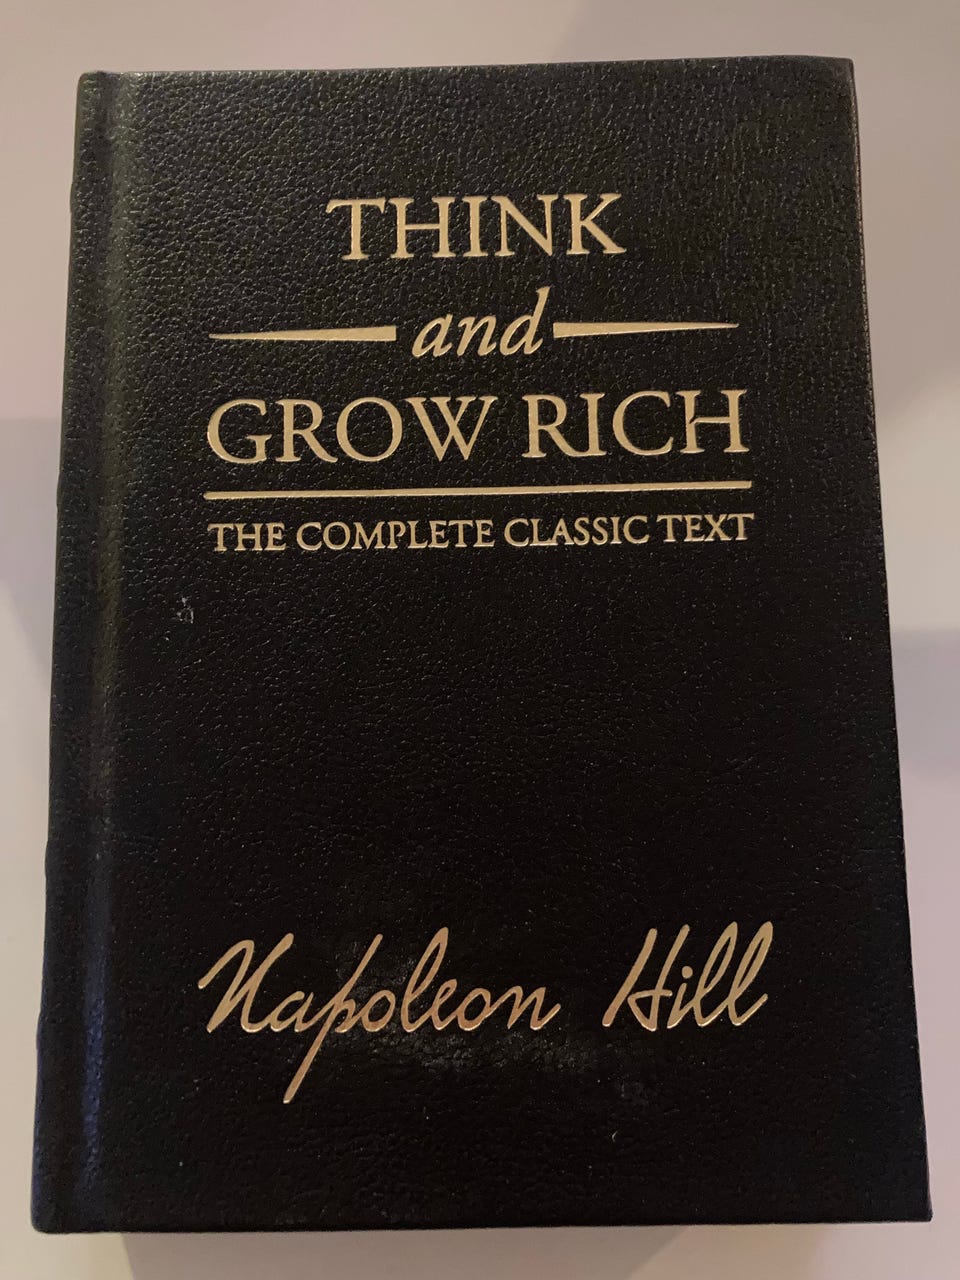 THINK
and
GROW RICH
THE COMPLETE CLASSIC TEXT
Napoleon Hill